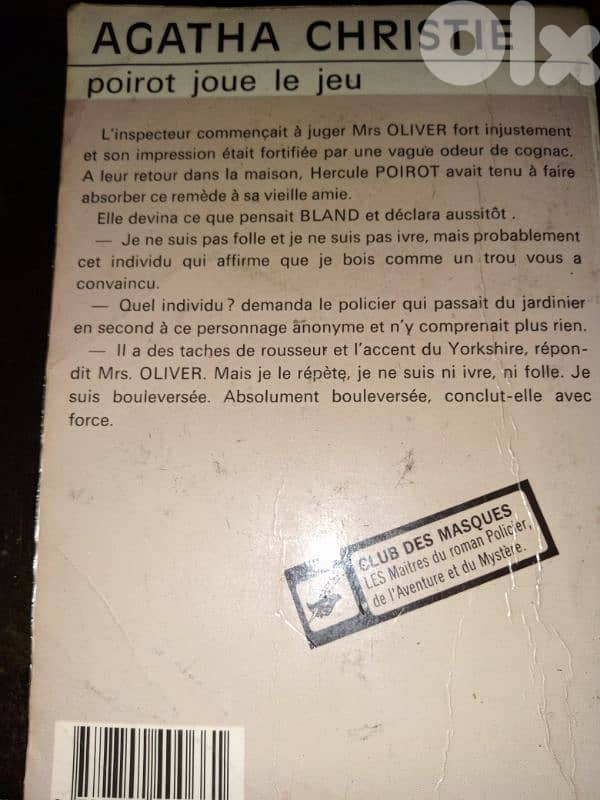 AGATHA CHRISTIE
olx
poirot joue le jeu
L'inspecteur commençait à juger Mrs OLIVER fort injustement
et son impression était fortifiée par une vague odeur de cognac.
A leur retour dans la maison, Hercule POIROT avait tenu à faire
absorber ce remède à sa vieille amie.
Elle devina ce que pensait BLAND et déclara aussitôt .
— Je ne suis pas folle et je ne suis pas ivre, mais probablement
cet individu qui affirme que je bois comme un trou vous a
convaincu.
— Quel individu ? demanda le policier qui passait du jardinier
en second à ce personnage anonyme et n'y comprenait plus rien.
— Il a des taches de rousseur et l'accent du Yorkshire, répon-
dit Mrs. OLIVER. Mais je le répète, je ne suis ni ivre, ni folle. Je
suis bouleversée. Absolument bouleversée, conclut-elle avec
force.
CLUB DES MASQUES
LES Maitres du roman Policier,
de l'Aventure et du Mystère.